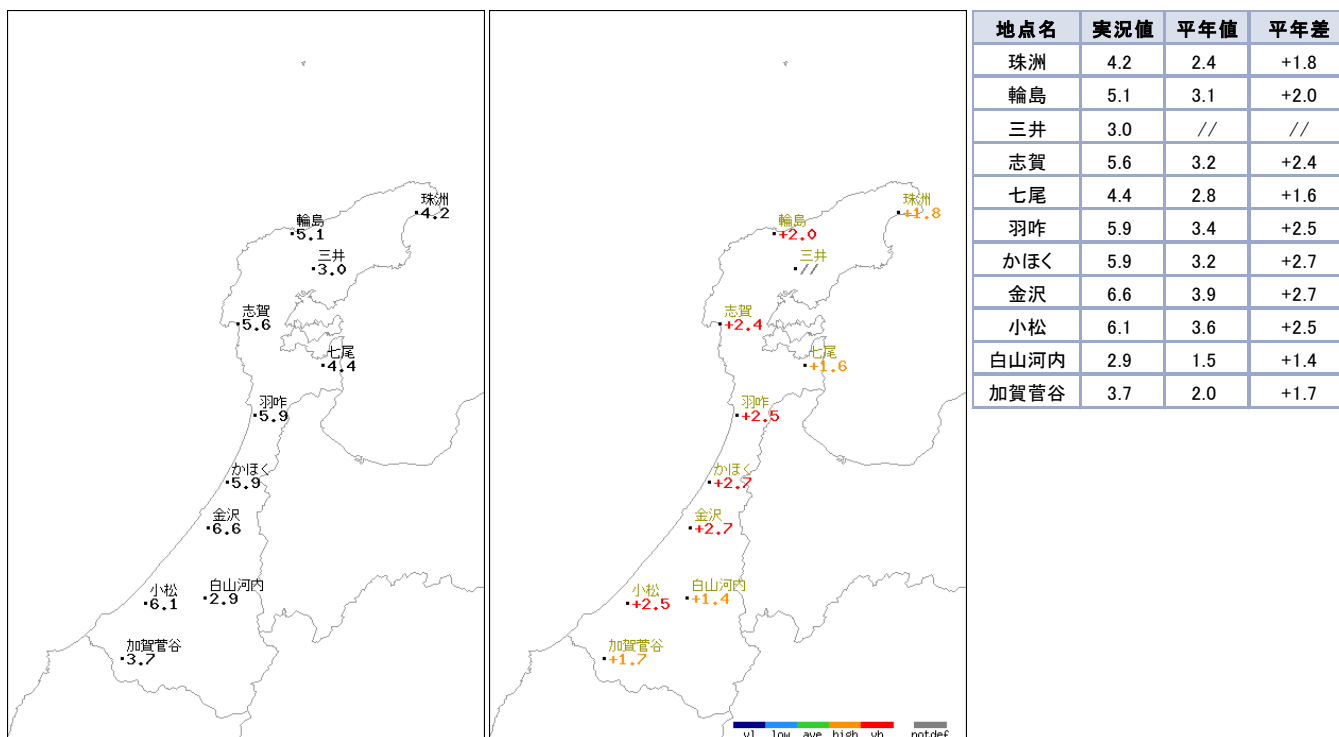 珠洲
4.2
輪島
5.1
三井
3.0
志賀
5.6
七尾
4.4
羽咋
5.9
かほく
5.9
金沢
6.6
白山河内
2.9
小松
6.1
加賀菅谷
3.7
珠洲
+1.8
輪島
+2.0
三井
//
志賀
+2.4
七尾
+1.6
羽咋
+2.5
かほく
+2.7
金沢
+2.7
白山河内
+1.4
小松
+2.5
加賀菅谷
+1.7
vl low ave high vh notdef
地点名 実況値 平年値 平年差
珠洲 4.2 2.4 +1.8
輪島 5.1 3.1 +2.0
三井 3.0 // //
志賀 5.6 3.2 +2.4
七尾 4.4 2.8 +1.6
羽咋 5.9 3.4 +2.5
かほく 5.9 3.2 +2.7
金沢 6.6 3.9 +2.7
小松 6.1 3.6 +2.5
白山河内 2.9 1.5 +1.4
加賀菅谷 3.7 2.0 +1.7